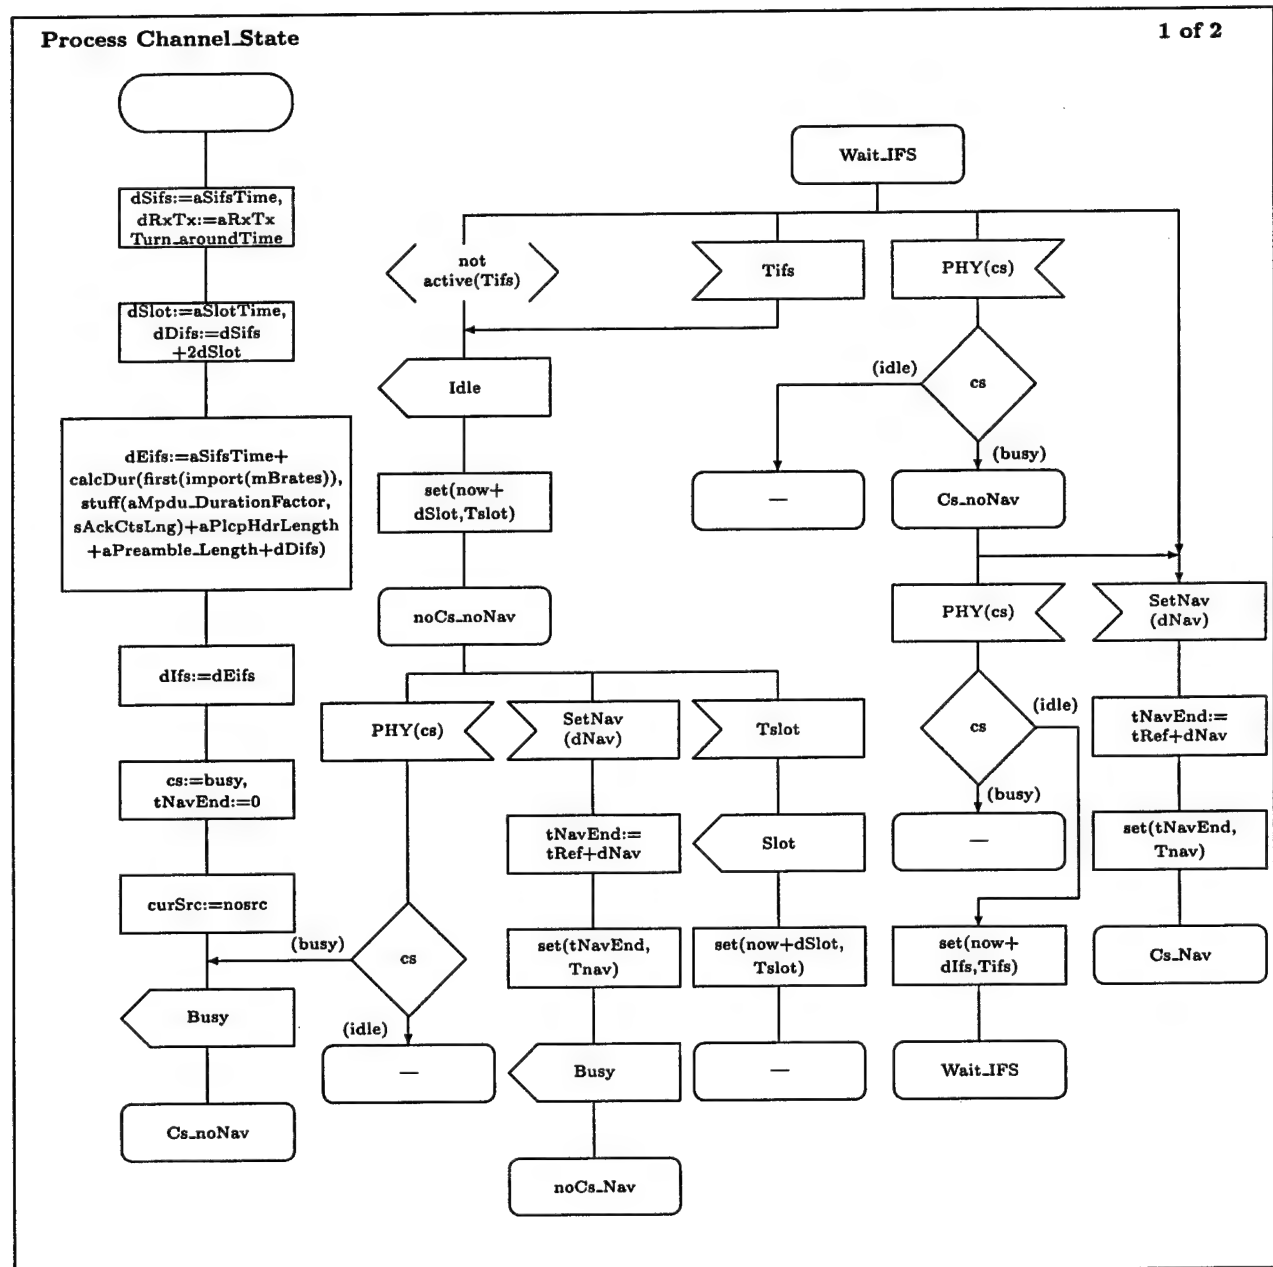 Process Channel_State
1 of 2
dSifs:=aSifsTime,
dRxTx:=aRxTx
Turn_aroundTime
dSlot:=aSlotTime,
dDifs:=dSifs
+2dSlot
dEifs:=aSifsTime+
calcDur(first(import(mBrates)),
stuff(aMpdu_DurationFactor,
sAckCtsLng)+aPlcpHdrLength
+aPreamble_Length+dDifs)
dIfs:=dEifs
cs:=busy,
tNavEnd:=0
curSrc:=nosrc
Busy
Cs_noNav
Wait_IFS
not
active(Tifs)
Tifs
PHY(cs)
Idle
(idle)
cs
(busy)
—
Cs_noNav
set(now+
dSlot,Tslot)
noCs_noNav
PHY(cs)
(busy)
cs
(idle)
—
SetNav
(dNav)
tNavEnd:=
tRef+dNav
set(tNavEnd,
Tnav)
Busy
noCs_Nav
Tslot
Slot
set(now+dSlot,
Tslot)
—
PHY(cs)
cs
(idle)
(busy)
—
set(now+
dIfs,Tifs)
Wait_IFS
SetNav
(dNav)
tNavEnd:=
tRef+dNav
set(tNavEnd,
Tnav)
Cs_Nav